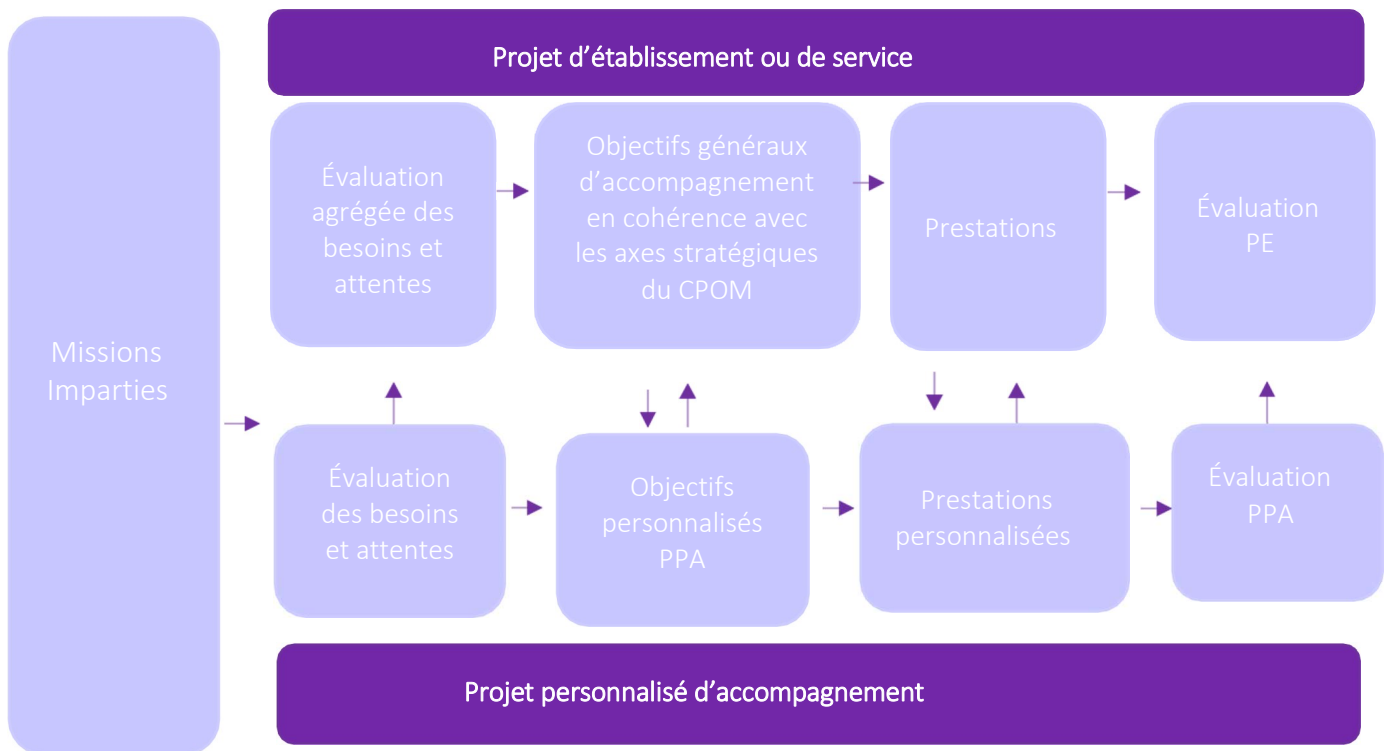 Projet d'établissement ou de service
Missions
Imparties
Évaluation
agrégée des
besoins et
attentes
Objectifs généraux
d'accompagnement
en cohérence avec
les axes stratégiques
du CPOM
Prestations
Évaluation
PE
Évaluation
des besoins
et attentes
Objectifs
personnalisés
PPA
Prestations
personnalisées
Évaluation
PPA
Projet personnalisé d'accompagnement